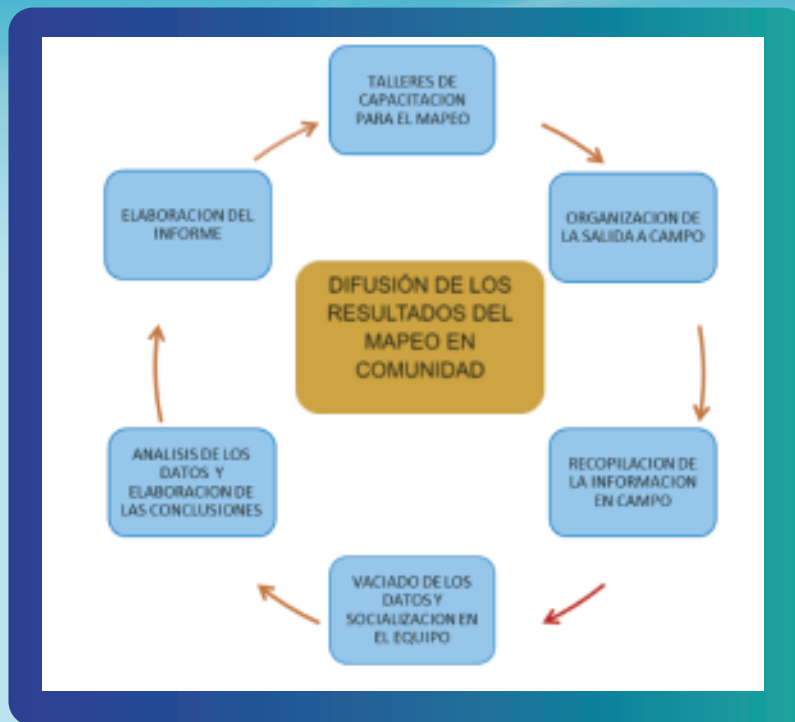 TALLERES DE
CAPACITACION
PARA EL MAPEO
ORGANIZACION DE
LA SALIDA A CAMPO
RECOPILACION DE
LA INFORMACION
EN CAMPO
VACIADO DE LOS
DATOS Y
SOCIALIZACION EN
EL EQUIPO
ANALISIS DE LOS
DATOS Y
ELABORACION DE
LAS CONCLUSIONES
ELABORACION DEL
INFORME
DIFUSIÓN DE LOS
RESULTADOS DEL
MAPEO EN
COMUNIDAD